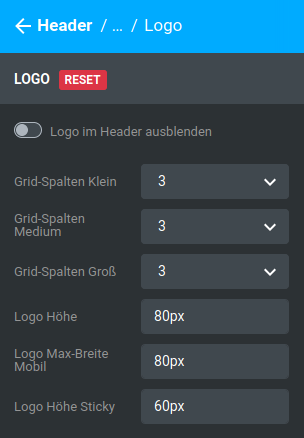 Header / ... / Logo
LOGO RESET
Logo im Header ausblenden
Grid-Spalten Klein 3
Grid-Spalten
Medium 3
Grid-Spalten Groß 3
Logo Höhe 80px
Logo Max-Breite
Mobil 80px
Logo Höhe Sticky 60px